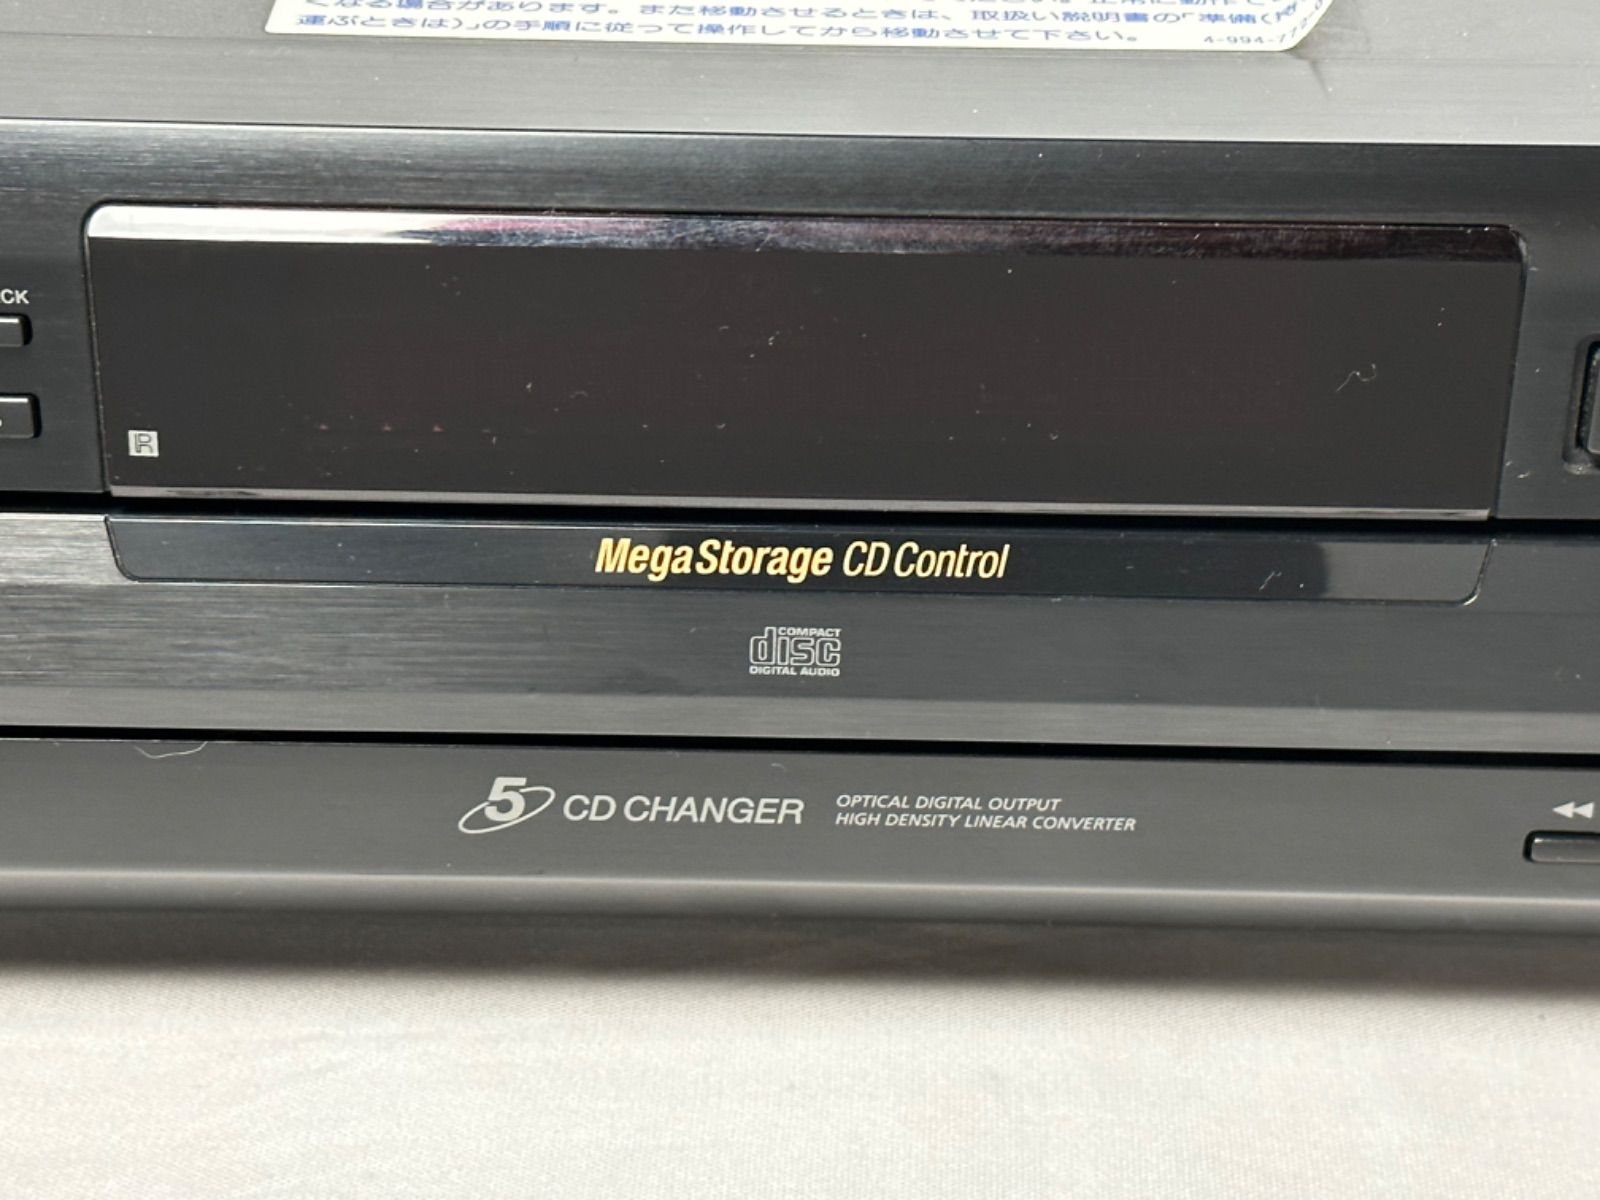 くなる場合があります。また移動させるときは、取扱い説明書の「準備(
運ぶときは)」の手順に従って操作してから移動させて下さい。
4-994-11
CK
R
MegaStorage CD Control
COMPACT
disc
DIGITAL AUDIO
5 CD CHANGER
OPTICAL DIGITAL OUTPUT
HIGH DENSITY LINEAR CONVERTER